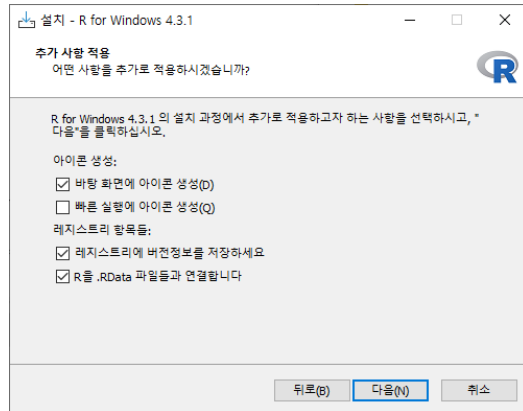 설치 - R for Windows 4.3.1
추가 사항 적용
어떤 사항을 추가로 적용하시겠습니까?
R
R for Windows 4.3.1 의 설치 과정에서 추가로 적용하고자 하는 사항을 선택하시고, "
다음"을 클릭하십시오.
아이콘 생성:
바탕 화면에 아이콘 생성(D)
빠른 실행에 아이콘 생성(Q)
레지스트리 항목들:
레지스트리에 버전정보를 저장하세요
R을 .RData 파일들과 연결합니다
뒤로(B) 다음(N) 취소